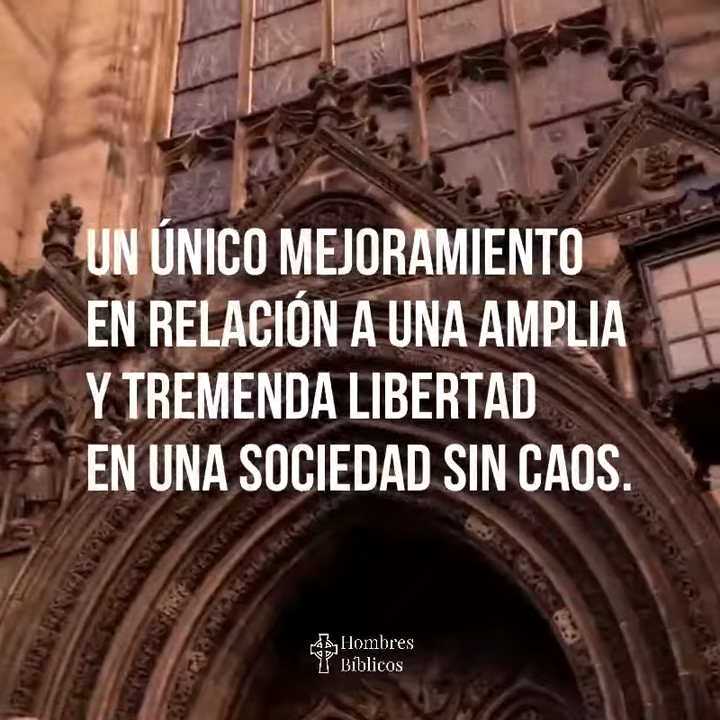 UN ÚNICO MEJORAMIENTO
EN RELACIÓN A UNA AMPLIA
Y TREMENDA LIBERTAD
EN UNA SOCIEDAD SIN CAOS.
Hombres
Bíblicos